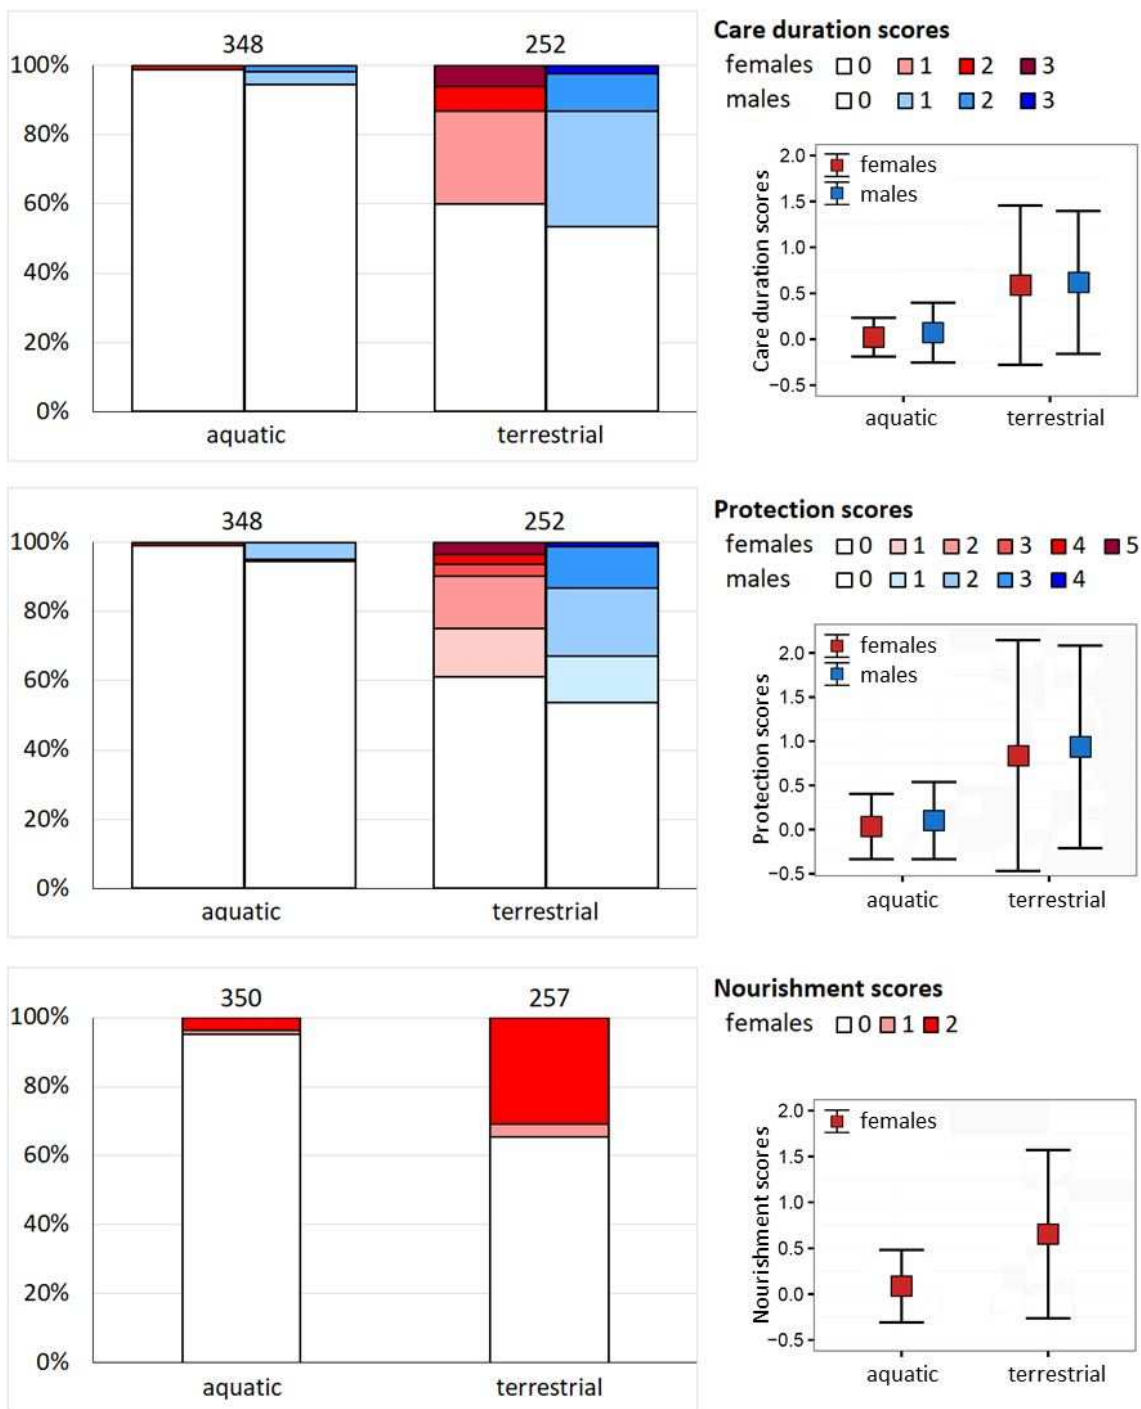 348 252
100%
80%
60%
40%
20%
0%
aquatic terrestrial
Care duration scores
females 0 1 2 3
males 0 1 2 3
Care duration scores
2.0
1.5
1.0
0.5
0.0
−0.5
females
males
aquatic terrestrial
348 252
100%
80%
60%
40%
20%
0%
aquatic terrestrial
Protection scores
females 0 1 2 3 4 5
males 0 1 2 3 4
Protection scores
2.0
1.5
1.0
0.5
0.0
−0.5
females
males
aquatic terrestrial
350 257
100%
80%
60%
40%
20%
0%
aquatic terrestrial
Nourishment scores
females 0 1 2
Nourishment scores
2.0
1.5
1.0
0.5
0.0
−0.5
females
aquatic terrestrial